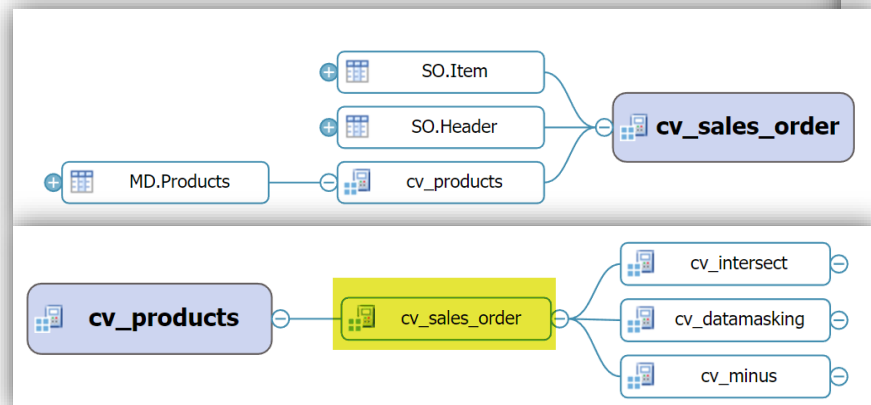 SO.Item
SO.Header
cv_sales_order
MD.Products
cv_products
cv_products
cv_sales_order
cv_intersect
cv_datamasking
cv_minus